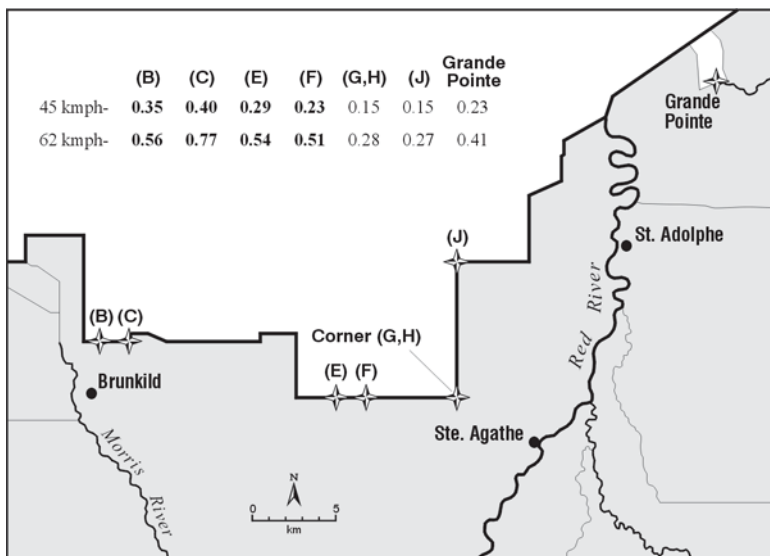 (B) (C) (E) (F) (G,H) (J) Grande Pointe
45 kmph- 0.35 0.40 0.29 0.23 0.15 0.15 0.23
62 kmph- 0.56 0.77 0.54 0.51 0.28 0.27 0.41
Grande
Pointe
St. Adolphe
(J)
Red River
(B) (C)
Corner (G,H)
(E) (F)
Brunkild
Ste. Agathe
Morris River
N
0 5
km